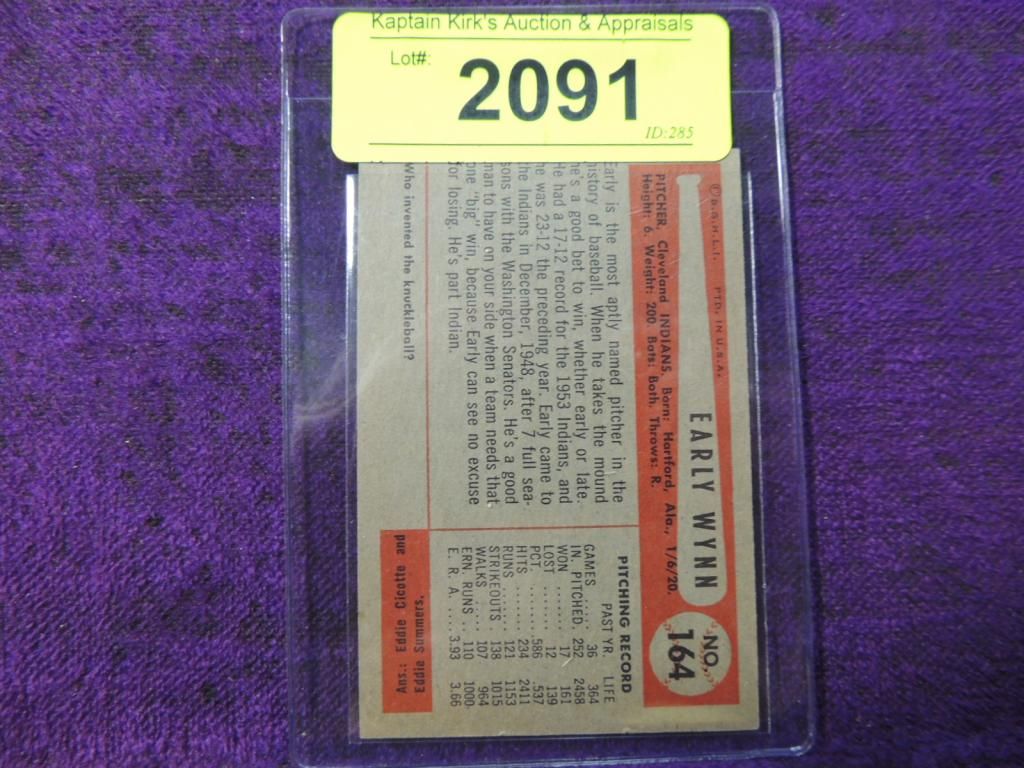 Kaptain Kirk's Auction & Appraisals
Lot#:
2091
ID:285
© B.G.H.L.I. PTD. IN U.S.A.
EARLY WYNN
NO.
164
PITCHER, Cleveland INDIANS. Born: Hartford, Ala., 1/6/20.
Height: 6. Weight: 200. Bats: Both. Throws: R.
Early is the most aptly named pitcher in the
history of baseball. When he takes the mound
he's a good bet to win, whether early or late.
He had a 17-12 record for the 1953 Indians, and
he was 23-12 the preceding year. Early came to
the Indians in December, 1948, after 7 full sea-
sons with the Washington Senators. He's a good
man to have on your side when a team needs that
one "big" win, because Early can see no excuse
for losing. He's part Indian.
PITCHING RECORD
PAST YR. LIFE
GAMES ..... 36 364
IN. PITCHED. 252 2458
WON ........ 17 161
LOST ........ 12 139
PCT. ....... .586 .537
HITS ........ 234 2411
RUNS ....... 121 1153
STRIKEOUTS 138 1015
WALKS ..... 107 964
ERN. RUNS .. 110 1000
E. R. A. .... 3.93 3.66
Who invented the knuckleball?
Ans.: Eddie Cicotte and
Eddie Summers.